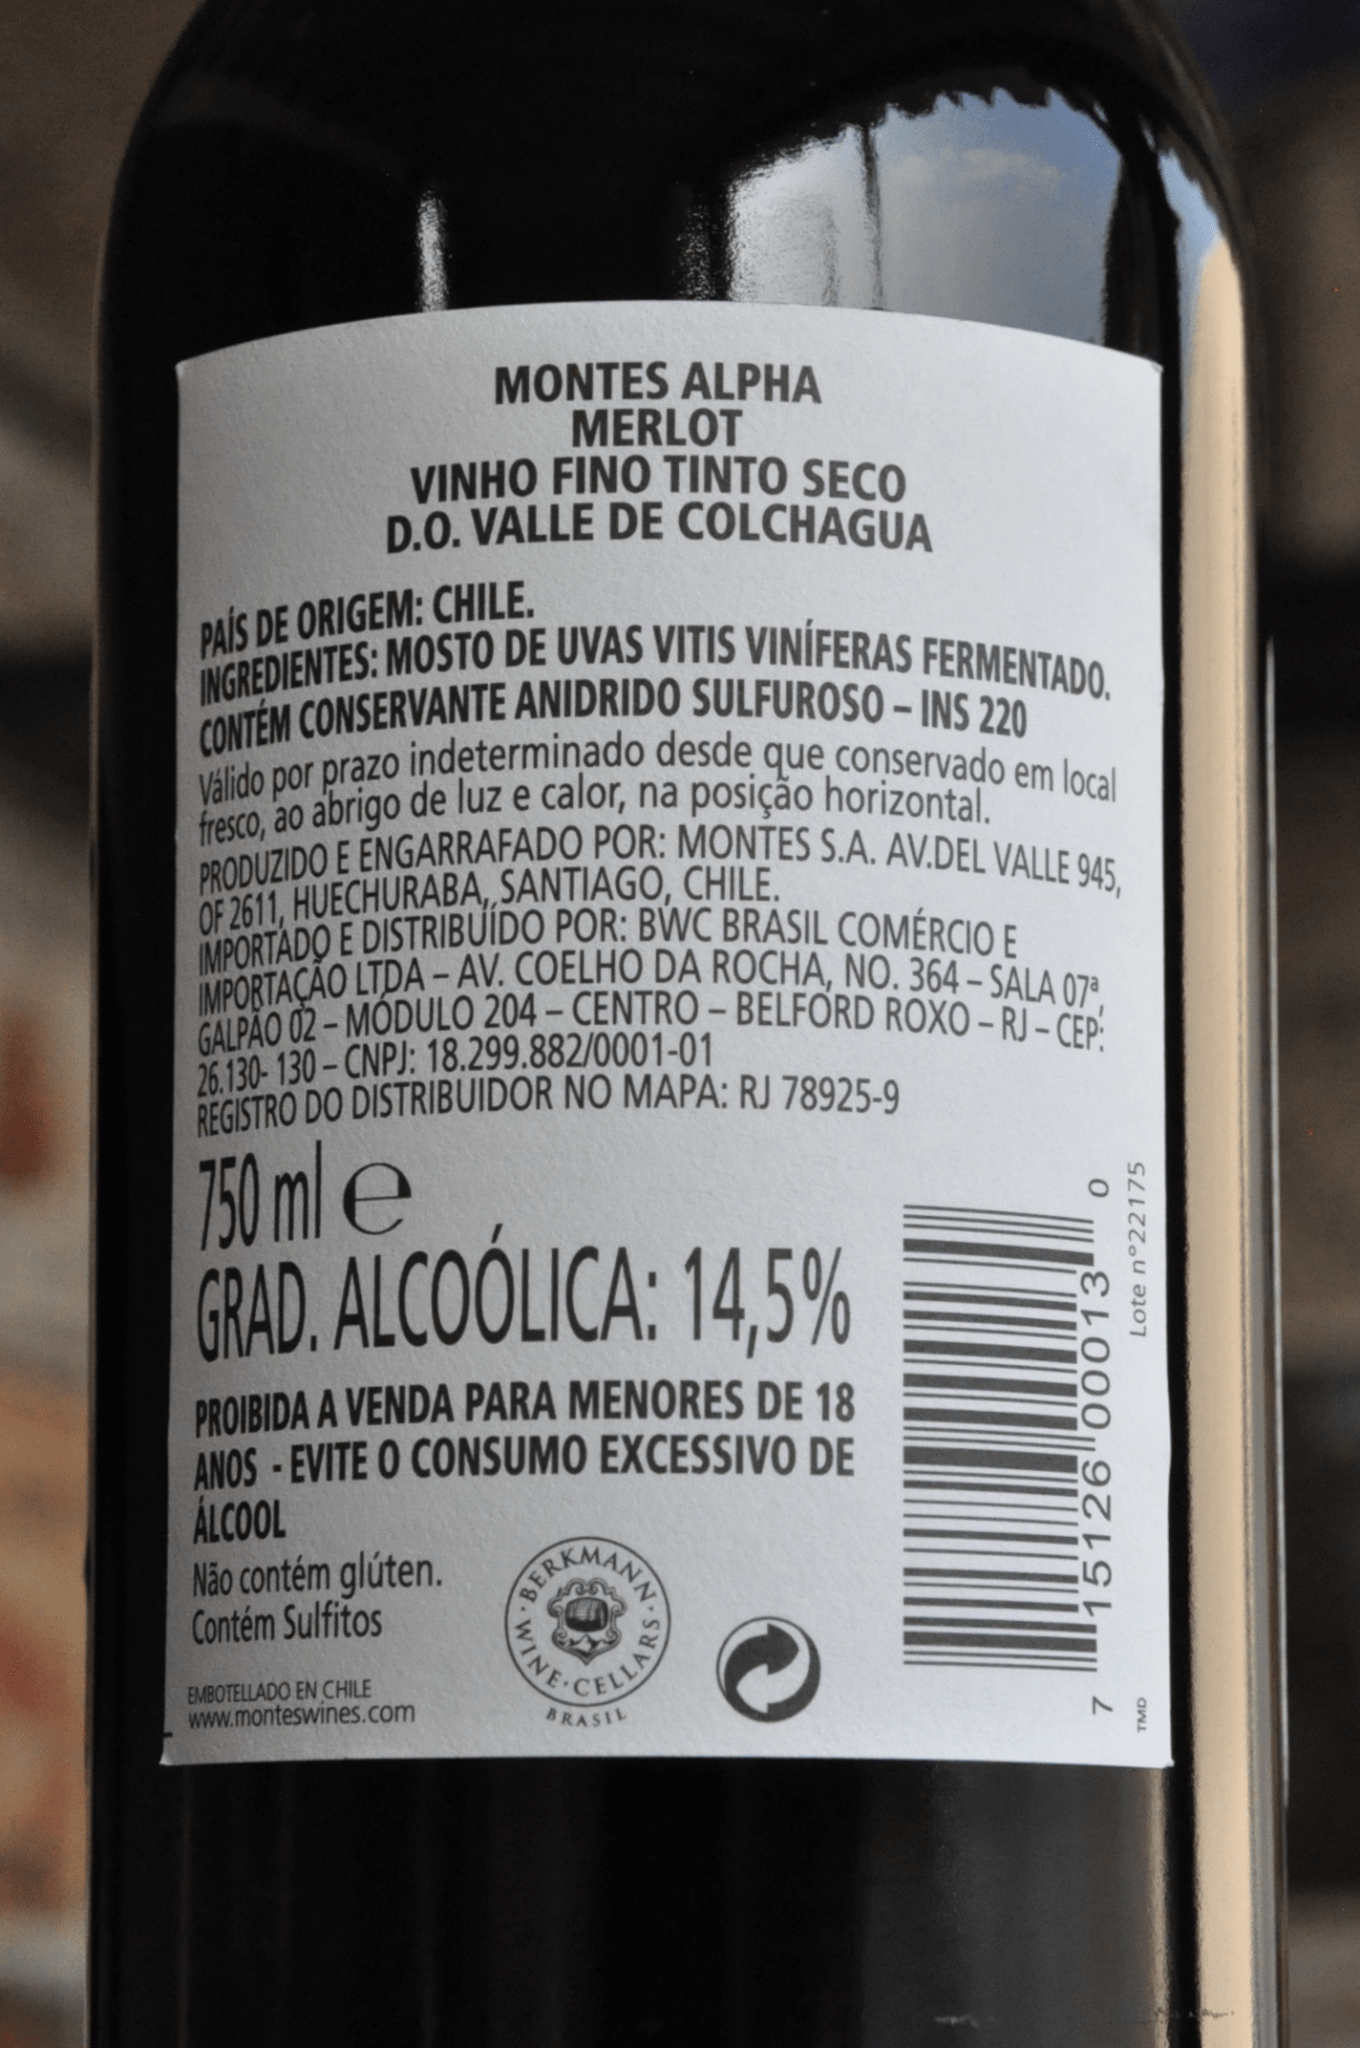 MONTES ALPHA
MERLOT
VINHO FINO TINTO SECO
D.O. VALLE DE COLCHAGUA
PAÍS DE ORIGEM: CHILE.
INGREDIENTES: MOSTO DE UVAS VITIS VINÍFERAS FERMENTADO.
CONTÉM CONSERVANTE ANIDRIDO SULFUROSO – INS 220
Válido por prazo indeterminado desde que conservado em local
fresco, ao abrigo de luz e calor, na posição horizontal.
PRODUZIDO E ENGARRAFADO POR: MONTES S.A. AV.DEL VALLE 945,
OF 2611, HUECHURABA, SANTIAGO, CHILE.
IMPORTADO E DISTRIBUÍDO POR: BWC BRASIL COMÉRCIO E
IMPORTAÇÃO LTDA – AV. COELHO DA ROCHA, NO. 364 – SALA 07ª,
GALPÃO 02 – MÓDULO 204 – CENTRO – BELFORD ROXO – RJ – CEP:
26.130- 130 – CNPJ: 18.299.882/0001-01
REGISTRO DO DISTRIBUIDOR NO MAPA: RJ 78925-9
750 ml e
GRAD. ALCOÓLICA: 14,5%
PROIBIDA A VENDA PARA MENORES DE 18
ANOS - EVITE O CONSUMO EXCESSIVO DE
ÁLCOOL
Não contém glúten.
Contém Sulfitos
EMBOTELLADO EN CHILE
www.monteswines.com
BERKMANN · WINE · CELLARS ·
BRASIL
7 15126 00013 0
Lote n°22175
TMD